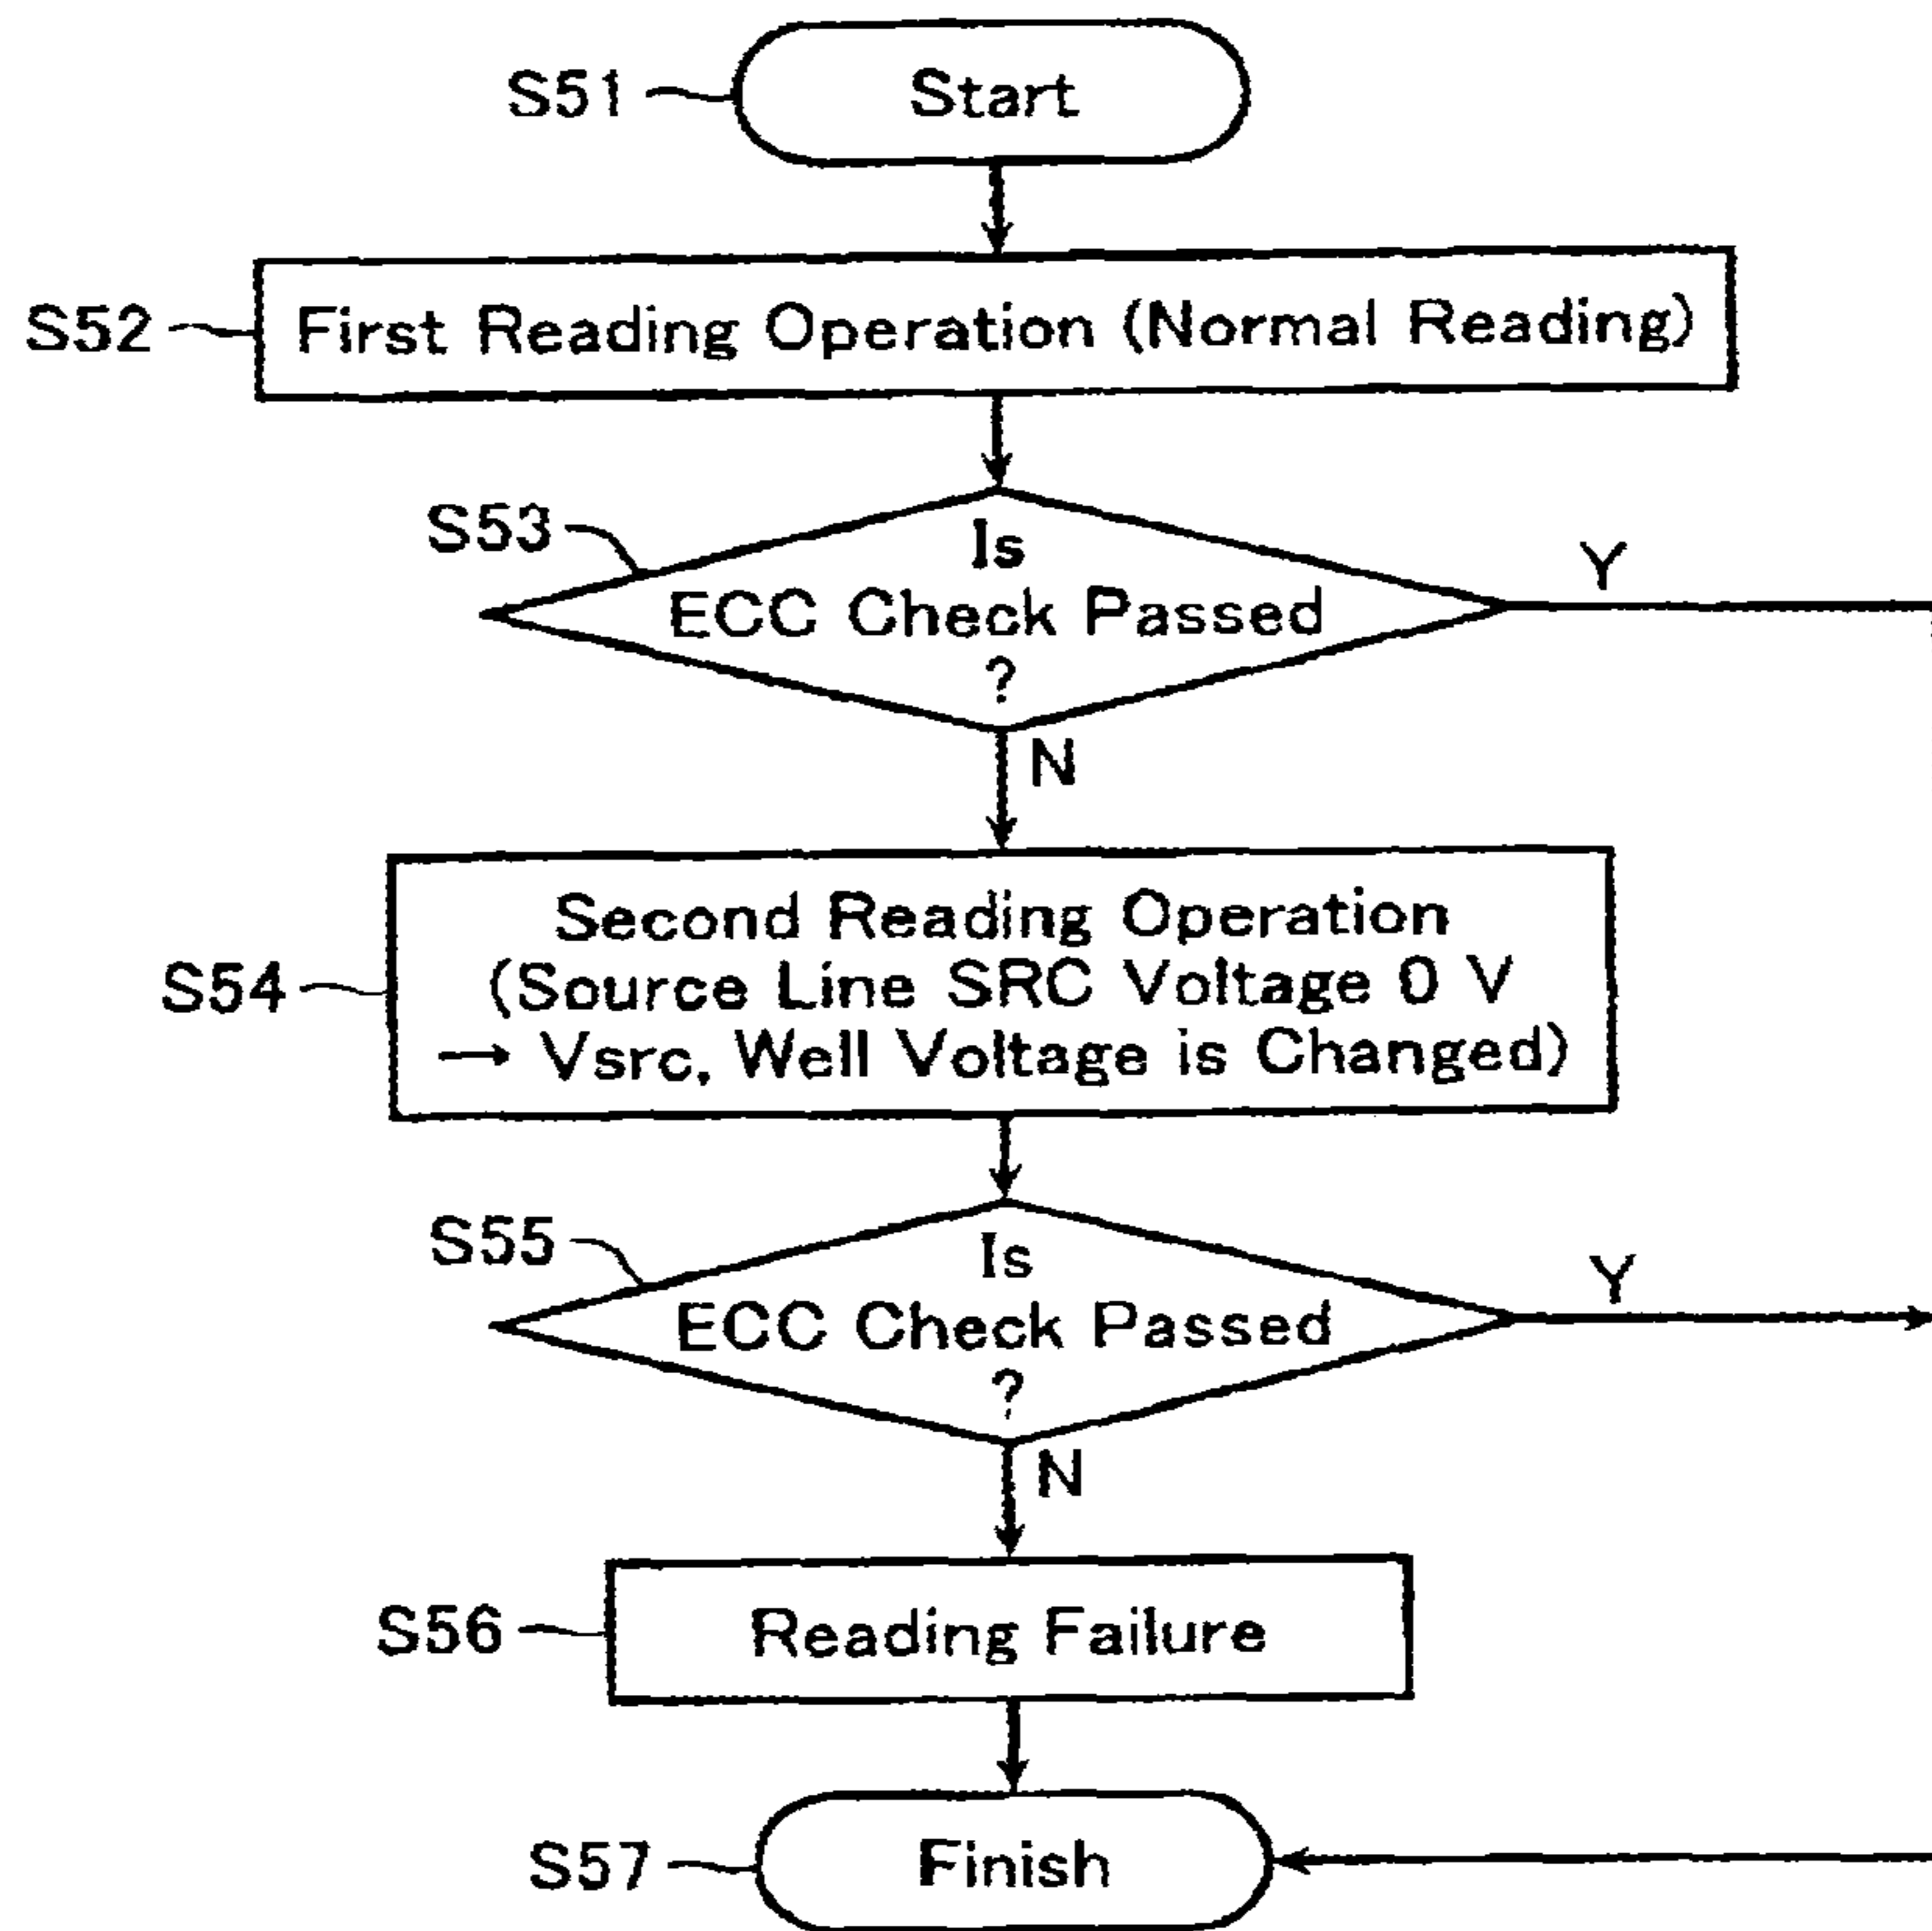 S51
Start
S52
First Reading Operation (Normal Reading)
S53
Is
ECC Check Passed
?
Y
N
S54
Second Reading Operation
(Source Line SRC Voltage 0 V
→ Vsrc, Well Voltage is Changed)
S55
Is
ECC Check Passed
?
Y
N
S56
Reading Failure
S57
Finish